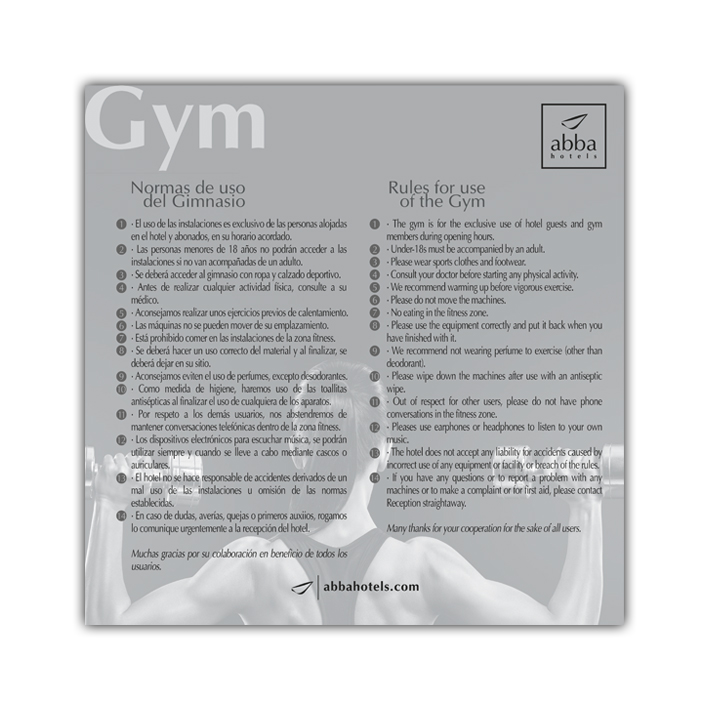 Gym
abba
hotels
Normas de uso
del Gimnasio
1 · El uso de las instalaciones es exclusivo de las personas alojadas
en el hotel y abonados, en su horario acordado.
2 · Las personas menores de 18 años no podrán acceder a las
instalaciones si no van acompañadas de un adulto.
3 · Se deberá acceder al gimnasio con ropa y calzado deportivo.
4 · Antes de realizar cualquier actividad física, consulte a su
médico.
5 · Aconsejamos realizar unos ejercicios previos de calentamiento.
6 · Las máquinas no se pueden mover de su emplazamiento.
7 · Está prohibido comer en las instalaciones de la zona fitness.
8 · Se deberá hacer un uso correcto del material y al finalizar, se
deberá dejar en su sitio.
9 · Aconsejamos eviten el uso de perfumes, excepto desodorantes.
10 · Como medida de higiene, haremos uso de las toallitas
antisépticas al finalizar el uso de cualquiera de los aparatos.
11 · Por respeto a los demás usuarios, nos abstendremos de
mantener conversaciones telefónicas dentro de la zona fitness.
12 · Los dispositivos electrónicos para escuchar música, se podrán
utilizar siempre y cuando se lleve a cabo mediante cascos o
auriculares.
13 · El hotel no se hace responsable de accidentes derivados de un
mal uso de las instalaciones u omisión de las normas
establecidas.
14 · En caso de dudas, averías, quejas o primeros auxiios, rogamos
lo comunique urgentemente a la recepción del hotel.
Muchas gracias por su colaboración en beneficio de todos los
usuarios.
Rules for use
of the Gym
1 · The gym is for the exclusive use of hotel guests and gym
members during opening hours.
2 · Under-18s must be accompanied by an adult.
3 · Please wear sports clothes and footwear.
4 · Consult your doctor before starting any physical activity.
5 · We recommend warming up before vigorous exercise.
6 · Please do not move the machines.
7 · No eating in the fitness zone.
8 · Please use the equipment correctly and put it back when you
have finished with it.
9 · We recommend not wearing perfume to exercise (other than
deodorant).
10 · Please wipe down the machines after use with an antiseptic
wipe.
11 · Out of respect for other users, please do not have phone
conversations in the fitness zone.
12 · Pleases use earphones or headphones to listen to your own
music.
13 · The hotel does not accept any liability for accidents caused by
incorrect use of any equipment or facility or breach of the rules.
14 · If you have any questions or to report a problem with any
machines or to make a complaint or for first aid, please contact
Reception straightaway.
Many thanks for your cooperation for the sake of all users.
abbahotels.com